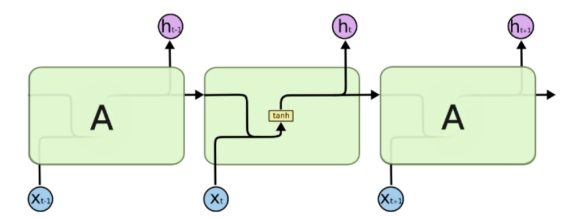 hₜ₋₁ hₜ hₜ₊₁
A tanh A
Xₜ₋₁ Xₜ Xₜ₊₁